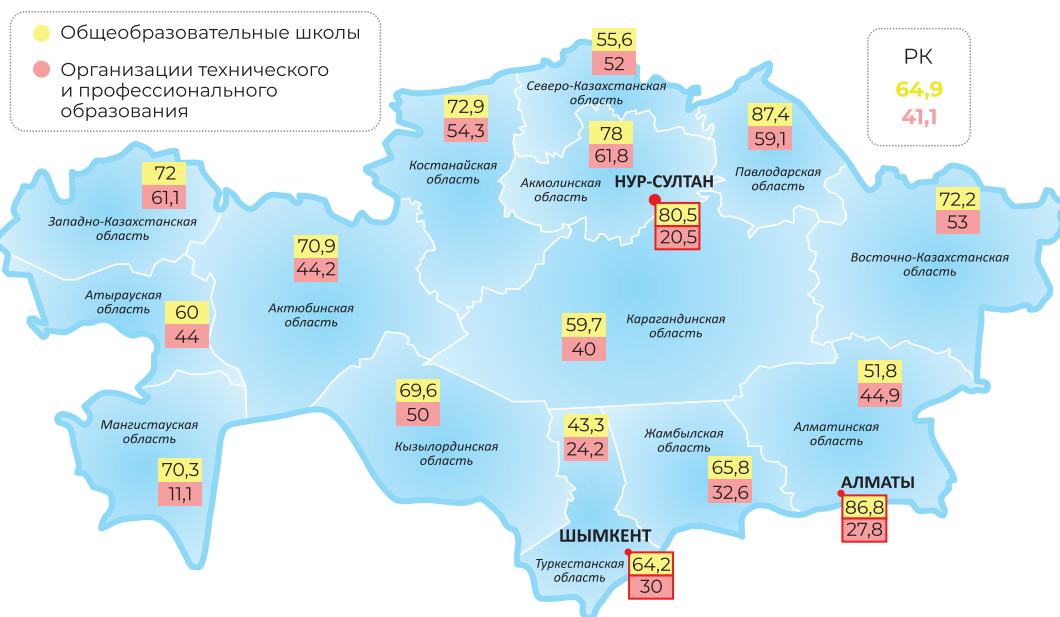 Общеобразовательные школы
Организации технического
и профессионального
образования
РК
64,9
41,1
55,6
52
Северо-Казахстанская
область
72,9
54,3
Костанайская
область
78
61,8
Акмолинская
область
НУР-СУЛТАН
80,5
20,5
87,4
59,1
Павлодарская
область
72
61,1
Западно-Казахстанская
область
72,2
53
Восточно-Казахстанская
область
70,9
44,2
Актюбинская
область
Атырауская
область
60
44
59,7
40
Карагандинская
область
51,8
44,9
Алматинская
область
69,6
50
Кызылординская
область
43,3
24,2
Жамбылская
область
65,8
32,6
Мангистауская
область
70,3
11,1
АЛМАТЫ
86,8
27,8
ШЫМКЕНТ
64,2
30
Туркестанская
область